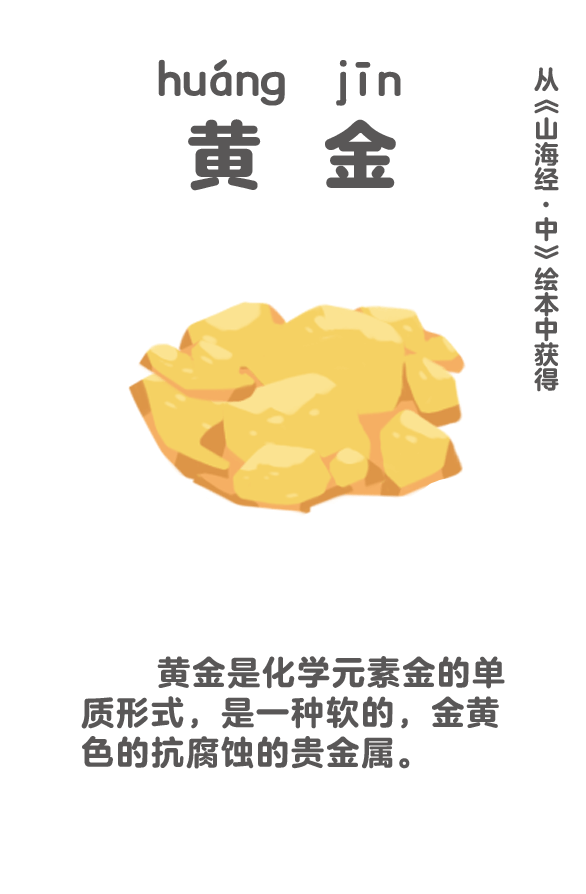 huáng jīn
黄 金
从《山海经·中》绘本中获得
黄金是化学元素金的单
质形式，是一种软的，金黄
色的抗腐蚀的贵金属。